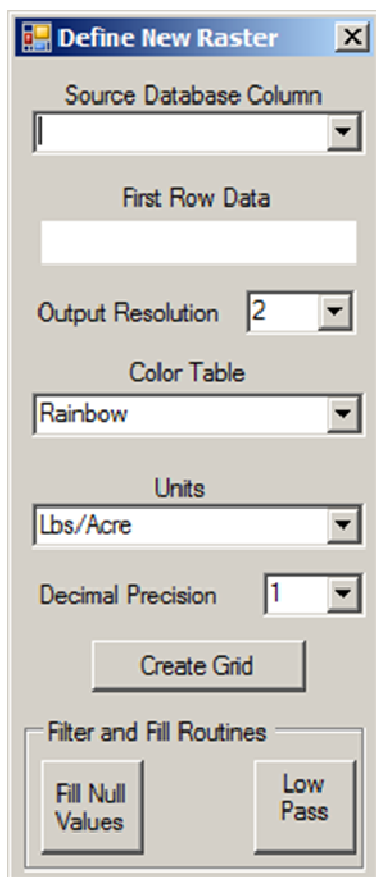 Define New Raster
Source Database Column
First Row Data
Output Resolution 2
Color Table
Rainbow
Units
Lbs/Acre
Decimal Precision 1
Create Grid
Filter and Fill Routines
Fill Null
Values
Low
Pass